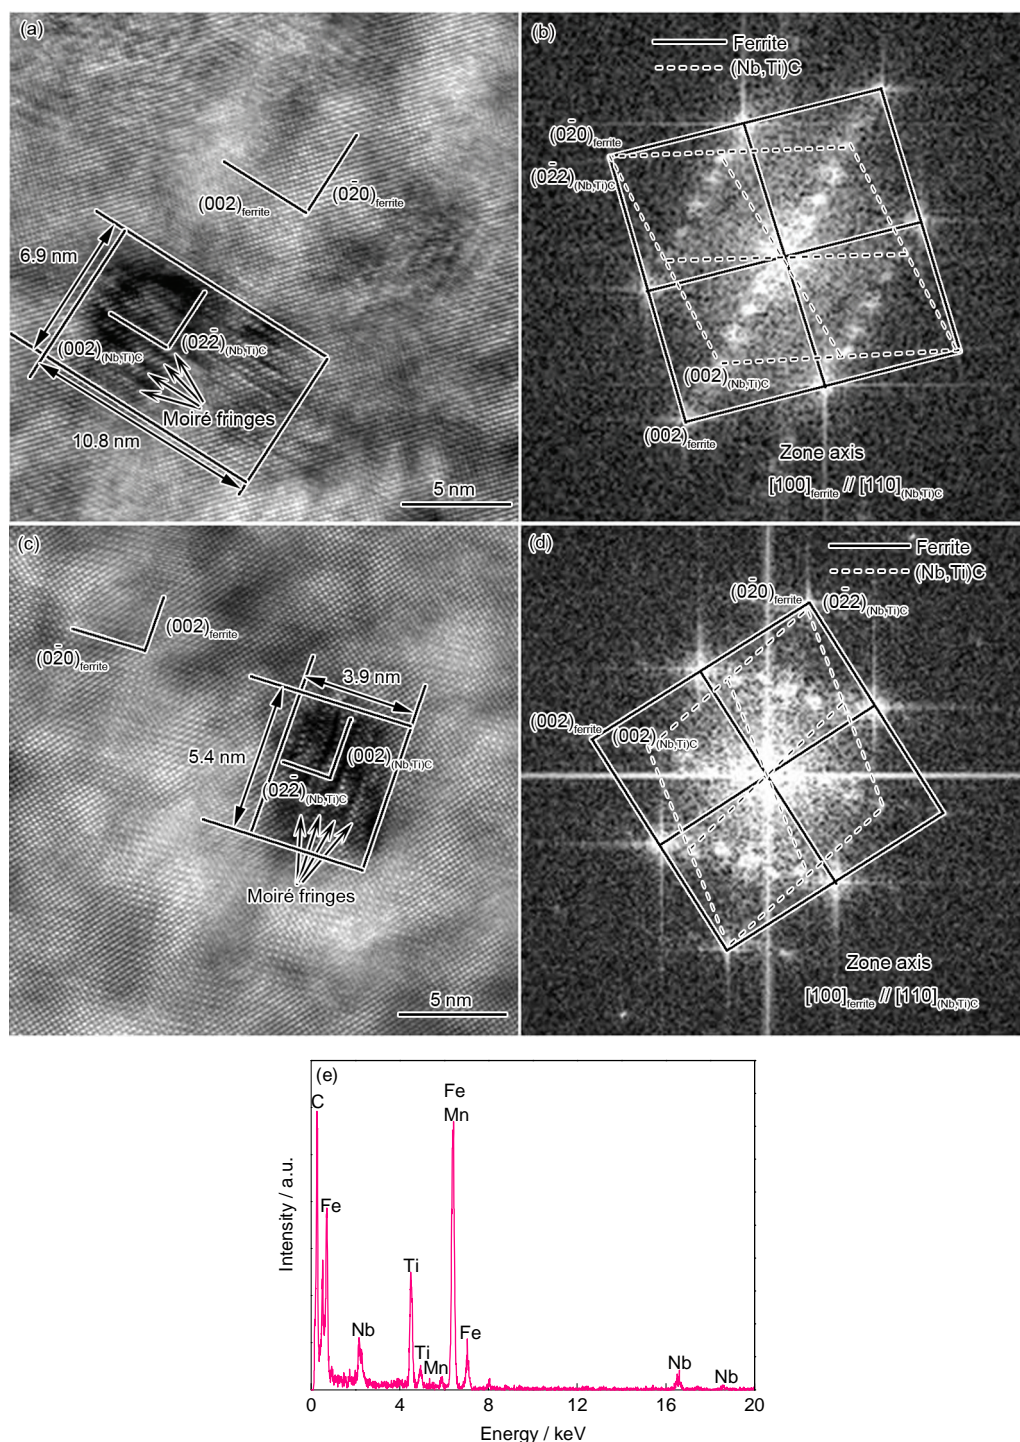 (a)
(002)ferrite
(02̄0)ferrite
6.9 nm
(002)(Nb,Ti)C
(022̄)(Nb,Ti)C
Moiré fringes
10.8 nm
5 nm
(b)
Ferrite
(Nb,Ti)C
(02̄0)ferrite
(02̄2)(Nb,Ti)C
(002)(Nb,Ti)C
(002)ferrite
Zone axis
[100]ferrite // [110](Nb,Ti)C
(c)
(002)ferrite
(02̄0)ferrite
3.9 nm
5.4 nm
(002)(Nb,Ti)C
(022̄)(Nb,Ti)C
Moiré fringes
5 nm
(d)
Ferrite
(Nb,Ti)C
(02̄0)ferrite
(02̄2)(Nb,Ti)C
(002)ferrite
(002)(Nb,Ti)C
Zone axis
[100]ferrite // [110](Nb,Ti)C
(e)
C
Fe
Mn
Fe
Ti
Nb
Ti
Mn
Fe
Nb
Nb
Intensity / a.u.
0 4 8 12 16 20
Energy / keV